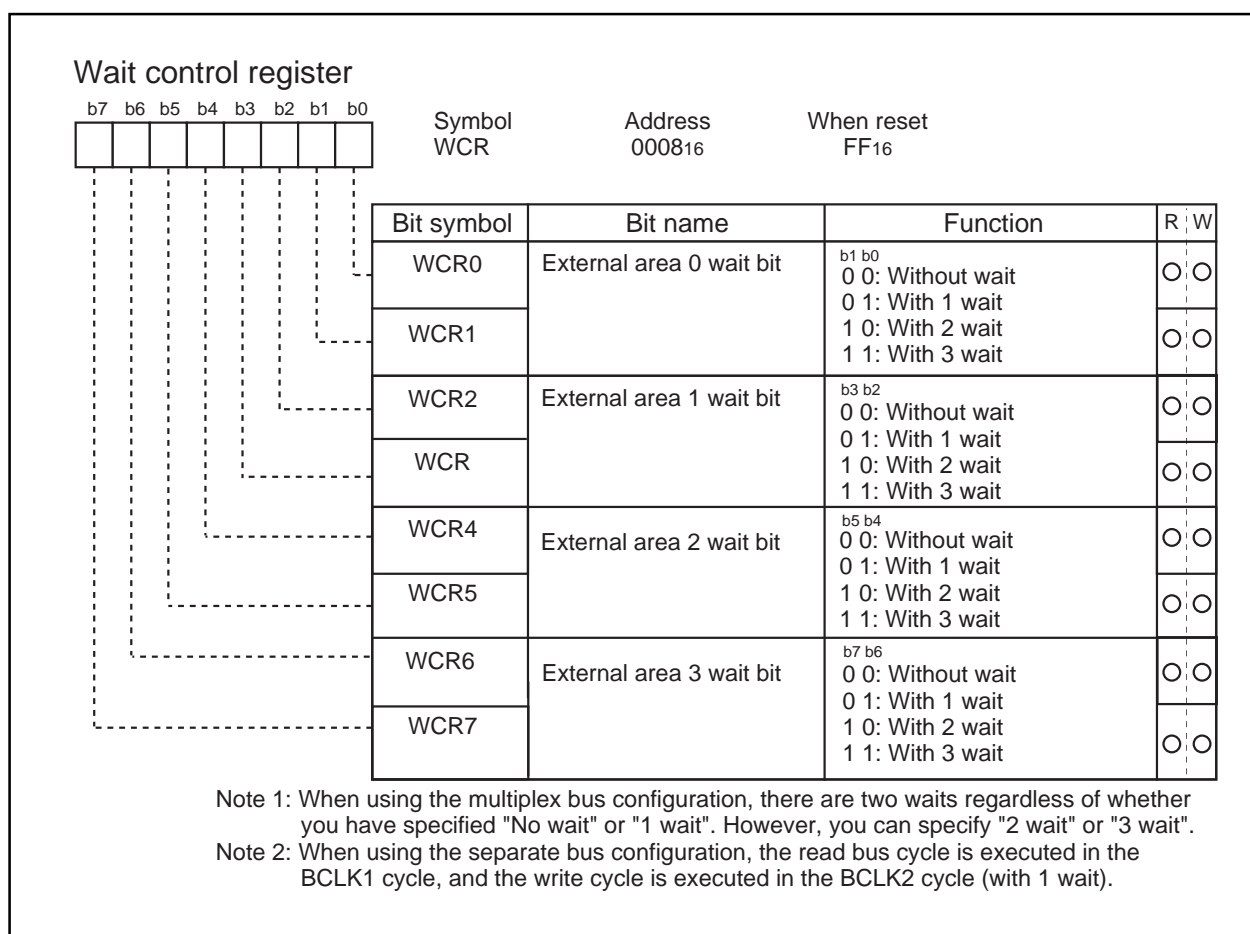 Wait control register
b7 b6 b5 b4 b3 b2 b1 b0
Symbol Address When reset
WCR 000816 FF16
Bit symbol Bit name Function R W
WCR0 External area 0 wait bit b1 b0
0 0: Without wait
0 1: With 1 wait
WCR1 1 0: With 2 wait
1 1: With 3 wait
WCR2 External area 1 wait bit b3 b2
0 0: Without wait
0 1: With 1 wait
WCR 1 0: With 2 wait
1 1: With 3 wait
WCR4 External area 2 wait bit b5 b4
0 0: Without wait
0 1: With 1 wait
WCR5 1 0: With 2 wait
1 1: With 3 wait
WCR6 External area 3 wait bit b7 b6
0 0: Without wait
0 1: With 1 wait
WCR7 1 0: With 2 wait
1 1: With 3 wait
Note 1: When using the multiplex bus configuration, there are two waits regardless of whether
you have specified "No wait" or "1 wait". However, you can specify "2 wait" or "3 wait".
Note 2: When using the separate bus configuration, the read bus cycle is executed in the
BCLK1 cycle, and the write cycle is executed in the BCLK2 cycle (with 1 wait).